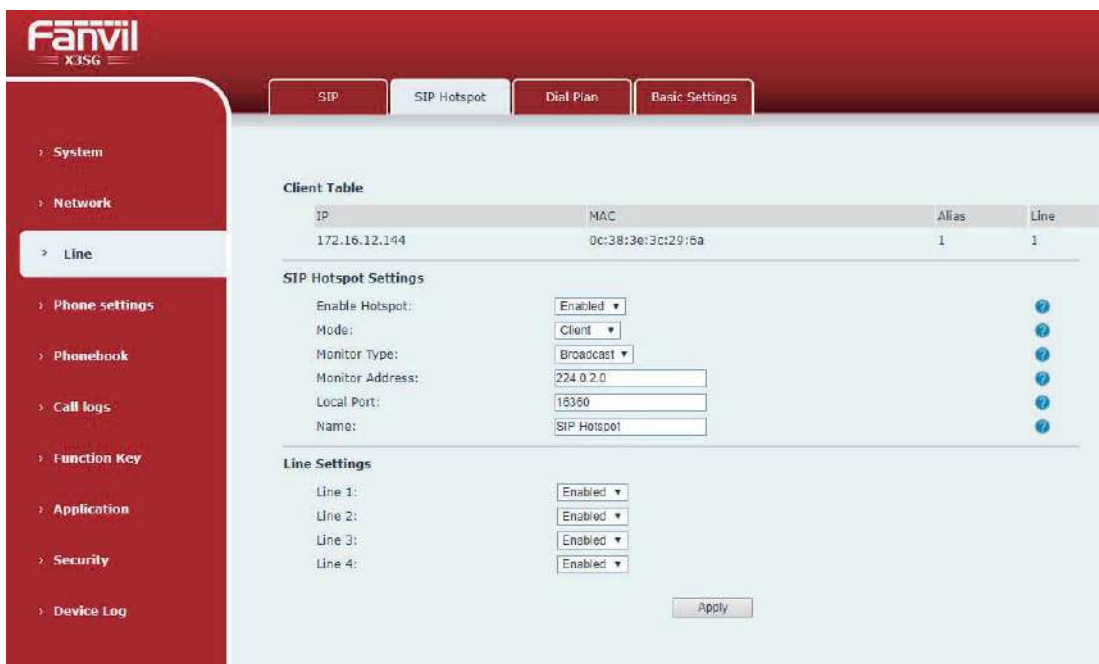 Fanvil
X3SG
SIP
SIP Hotspot
Dial Plan
Basic Settings
› System
› Network
› Line
› Phone settings
› Phonebook
› Call logs
› Function Key
› Application
› Security
› Device Log
Client Table
IP MAC Alias Line
172.16.12.144 0c:38:3e:3c:29:6a 1 1
SIP Hotspot Settings
Enable Hotspot: Enabled
Mode: Client
Monitor Type: Broadcast
Monitor Address: 224.0.2.0
Local Port: 16360
Name: SIP Hotspot
Line Settings
Line 1: Enabled
Line 2: Enabled
Line 3: Enabled
Line 4: Enabled
Apply